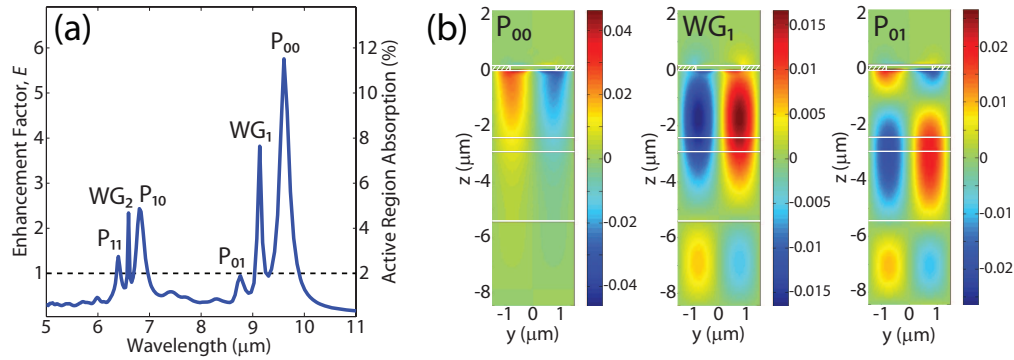 (a)
Enhancement Factor, E
6
5
4
3
2
1
12
10
8
6
4
2
Active Region Absorption (%)
P₁₁
WG₂
P₁₀
P₀₁
WG₁
P₀₀
5 6 7 8 9 10 11
Wavelength (μm)
(b)
P₀₀
z (μm)
2
0
-2
-4
-6
-8
-1 0 1
y (μm)
0.04
0.02
0
-0.02
-0.04
WG₁
z (μm)
2
0
-2
-4
-6
-8
-1 0 1
y (μm)
0.015
0.01
0.005
0
-0.005
-0.01
-0.015
P₀₁
z (μm)
2
0
-2
-4
-6
-8
-1 0 1
y (μm)
0.02
0.01
0
-0.01
-0.02